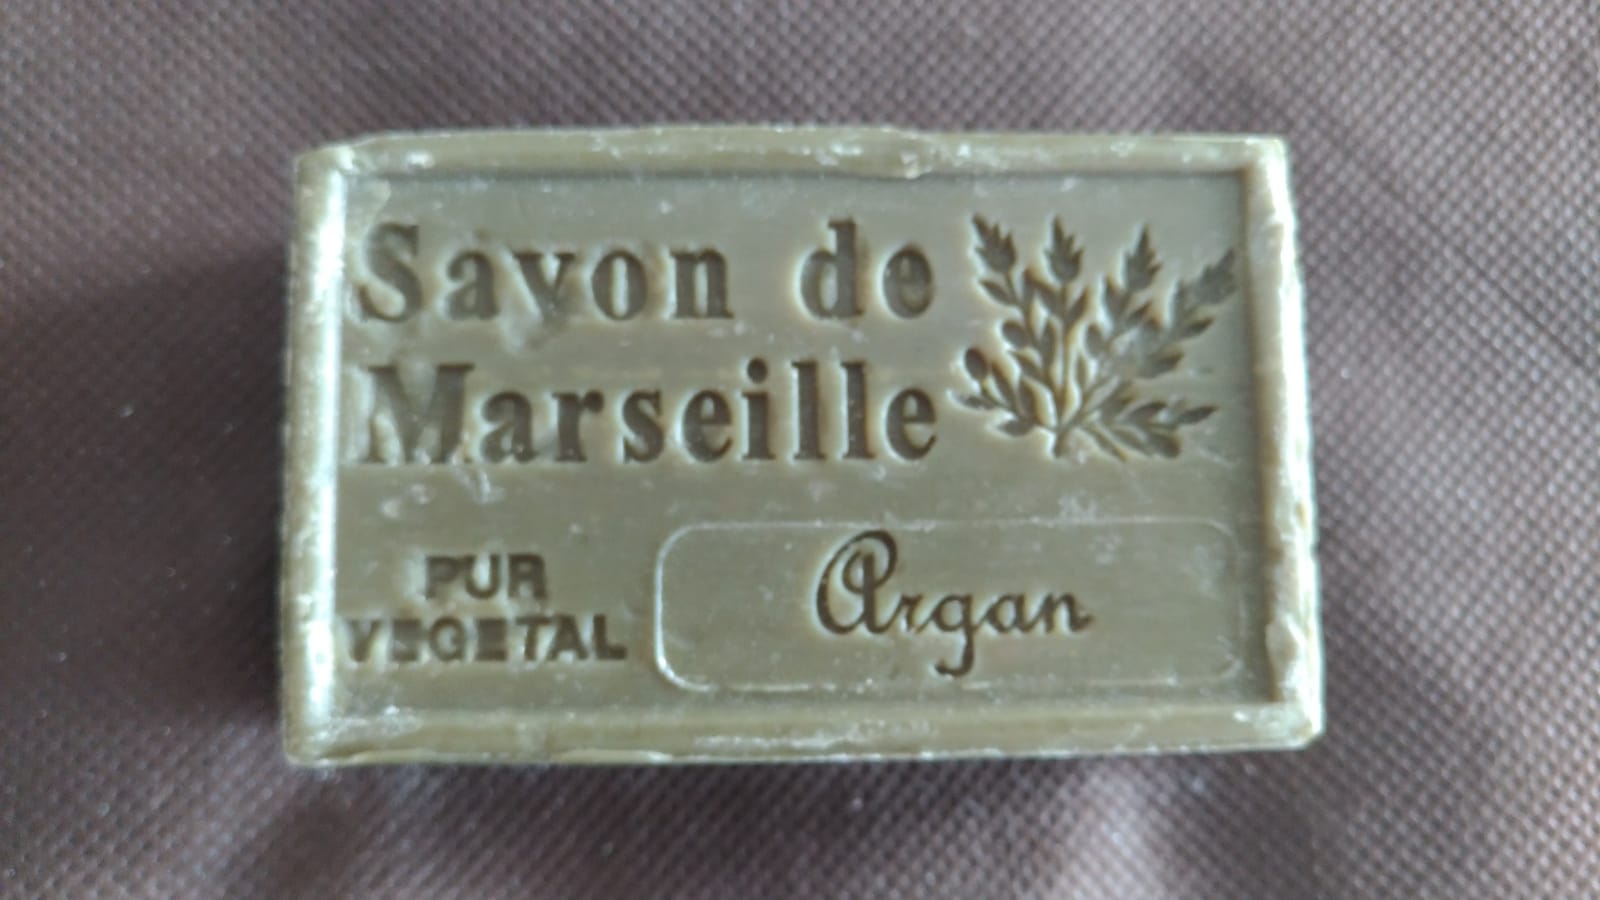 Savon de
Marseille
PUR
VEGETAL
Argan